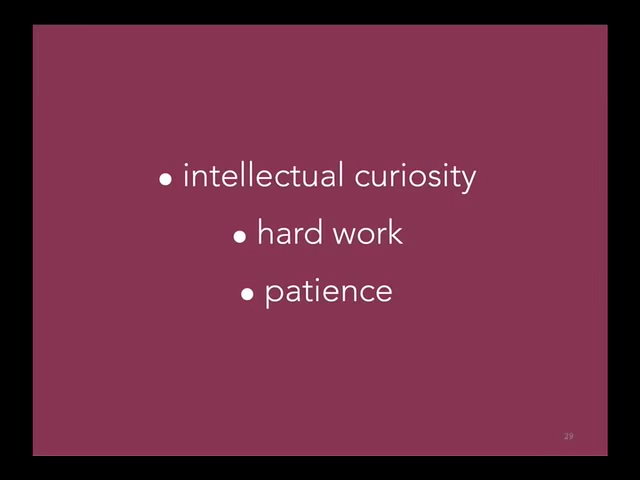 • intellectual curiosity
• hard work
• patience
29